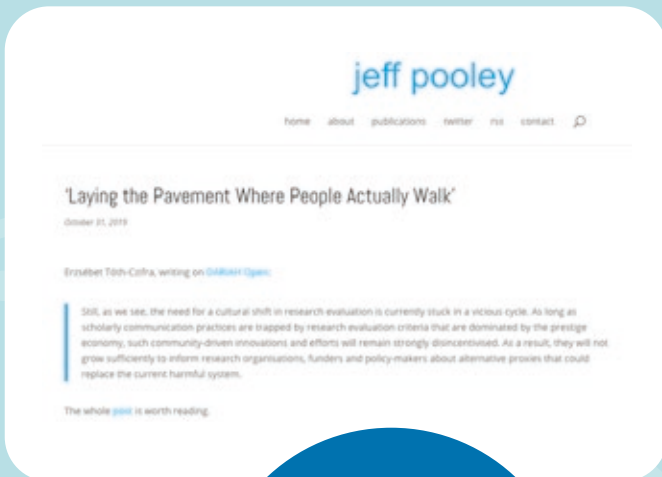 jeff pooley
home about publications twitter rss contact
'Laying the Pavement Where People Actually Walk'
October 31, 2019
Erzsébet Tóth-Czifra, writing on DARIAH Open:
Still, as we see, the need for a cultural shift in research evaluation is currently stuck in a vicious cycle. As long as
scholarly communication practices are trapped by research evaluation criteria that are dominated by the prestige
economy, such community-driven innovations and efforts will remain strongly disincentivised. As a result, they will not
grow sufficiently to inform research organisations, funders and policy-makers about alternative proxies that could
replace the current harmful system.
The whole post is worth reading.